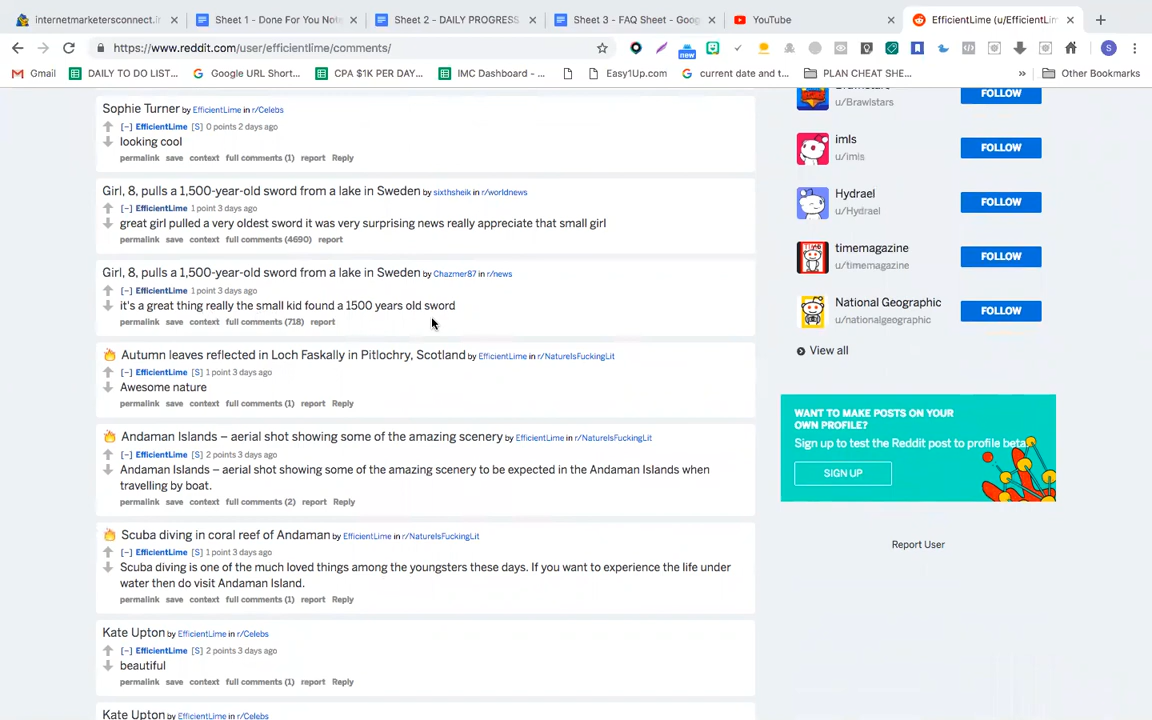 internetmarketersconnect.i
Sheet 1 - Done For You Note
Sheet 2 - DAILY PROGRESS
Sheet 3 - FAQ Sheet - Goog
YouTube
EfficientLime (u/EfficientLim
https://www.reddit.com/user/efficientlime/comments/
new
S
Gmail
DAILY TO DO LIST...
Google URL Short...
CPA $1K PER DAY...
IMC Dashboard - ...
Easy1Up.com
current date and t...
PLAN CHEAT SHE...
»
Other Bookmarks
Sophie Turner by EfficientLime in r/Celebs
[–] EfficientLime [S] 0 points 2 days ago
looking cool
permalink save context full comments (1) report Reply
Girl, 8, pulls a 1,500-year-old sword from a lake in Sweden by sixthsheik in r/worldnews
EfficientLime 1 point 3 days ago
great girl pulled a very oldest sword it was very surprising news really appreciate that small girl
permalink save context full comments (4690) report
Girl, 8, pulls a 1,500-year-old sword from a lake in Sweden by Chazmer87 in r/news
[–] EfficientLime 1 point 3 days ago
it's a great thing really the small kid found a 1500 years old sword
permalink save context full comments (718) report
Autumn leaves reflected in Loch Faskally in Pitlochry, Scotland by EfficientLime in r/NatureIsFuckingLit
[–] EfficientLime [S] 1 point 3 days ago
Awesome nature
permalink save context full comments (1) report Reply
Andaman Islands – aerial shot showing some of the amazing scenery by EfficientLime in r/NatureIsFuckingLit
[–] EfficientLime [S] 2 points 3 days ago
Andaman Islands – aerial shot showing some of the amazing scenery to be expected in the Andaman Islands when
travelling by boat.
permalink save context full comments (2) report Reply
Scuba diving in coral reef of Andaman by EfficientLime in r/NatureIsFuckingLit
[–] EfficientLime [S] 1 point 3 days ago
Scuba diving is one of the much loved things among the youngsters these days. If you want to experience the life under
water then do visit Andaman Island.
permalink save context full comments (1) report Reply
Kate Upton by EfficientLime in r/Celebs
[–] EfficientLime [S] 2 points 3 days ago
beautiful
permalink save context full comments (1) report Reply
Kate Upton by EfficientLime in r/Celebs
Brawlstars
u/Brawlstars
FOLLOW
imls
u/imls
FOLLOW
Hydrael
u/Hydrael
FOLLOW
timemagazine
u/timemagazine
FOLLOW
National Geographic
u/nationalgeographic
FOLLOW
View all
WANT TO MAKE POSTS ON YOUR
OWN PROFILE?
Sign up to test the Reddit post to profile beta.
SIGN UP
Report User